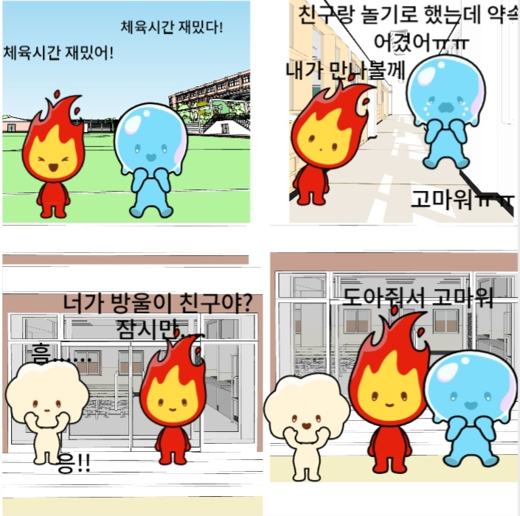 체육시간 재밌다!
체육시간 재밌어!
친구랑 놀기로 했는데 약속
어겼어ㅠㅠ
내가 만나볼께
고마워ㅠㅠ
너가 방울이 친구야?
잠시만....
흠......
응!!
도아줘서 고마워